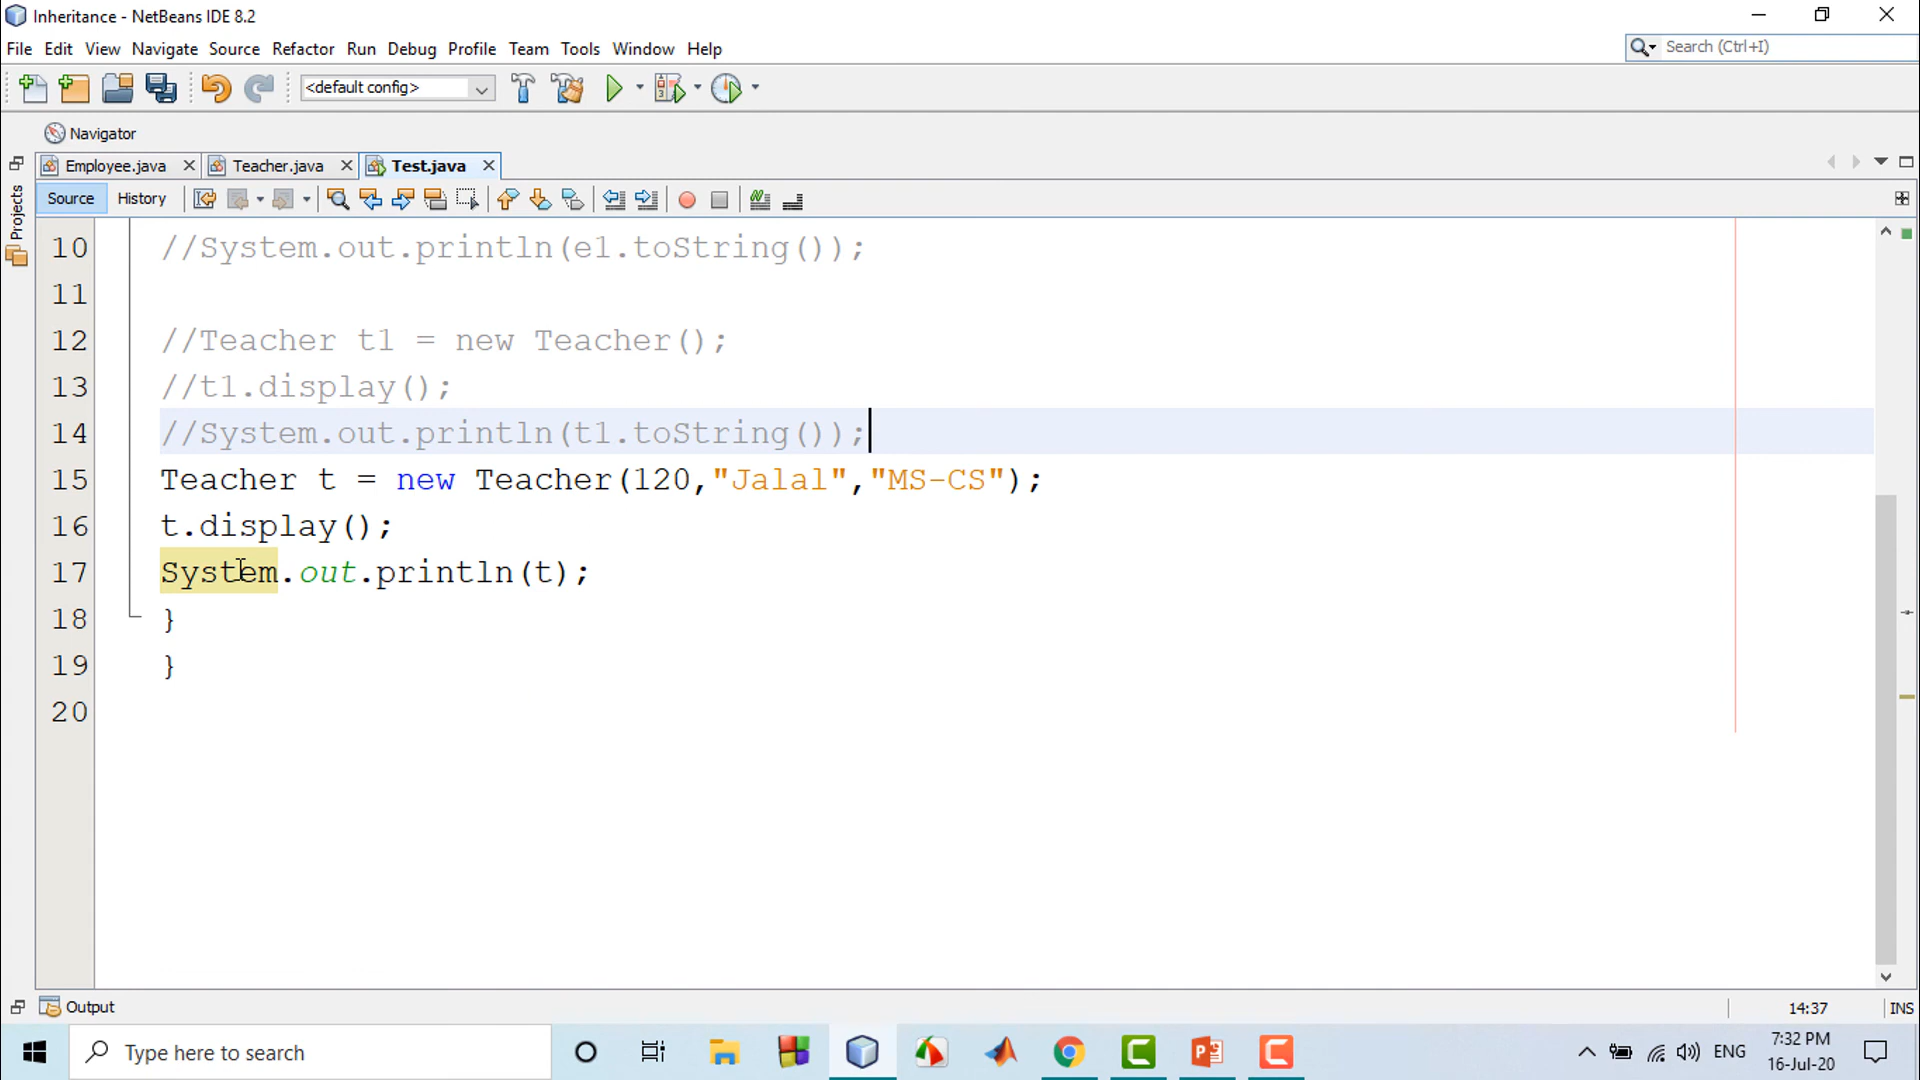 Inheritance - NetBeans IDE 8.2
File Edit View Navigate Source Refactor Run Debug Profile Team Tools Window Help
Search (Ctrl+I)
<default config>
Navigator
Employee.java Teacher.java Test.java
Projects
Source History
10 //System.out.println(e1.toString());
11
12 //Teacher t1 = new Teacher();
13 //t1.display();
14 //System.out.println(t1.toString());
15 Teacher t = new Teacher(120,"Jalal","MS-CS");
16 t.display();
17 System.out.println(t);
18 }
19 }
20
Output
14:37 INS
Type here to search
ENG
7:32 PM
16-Jul-20